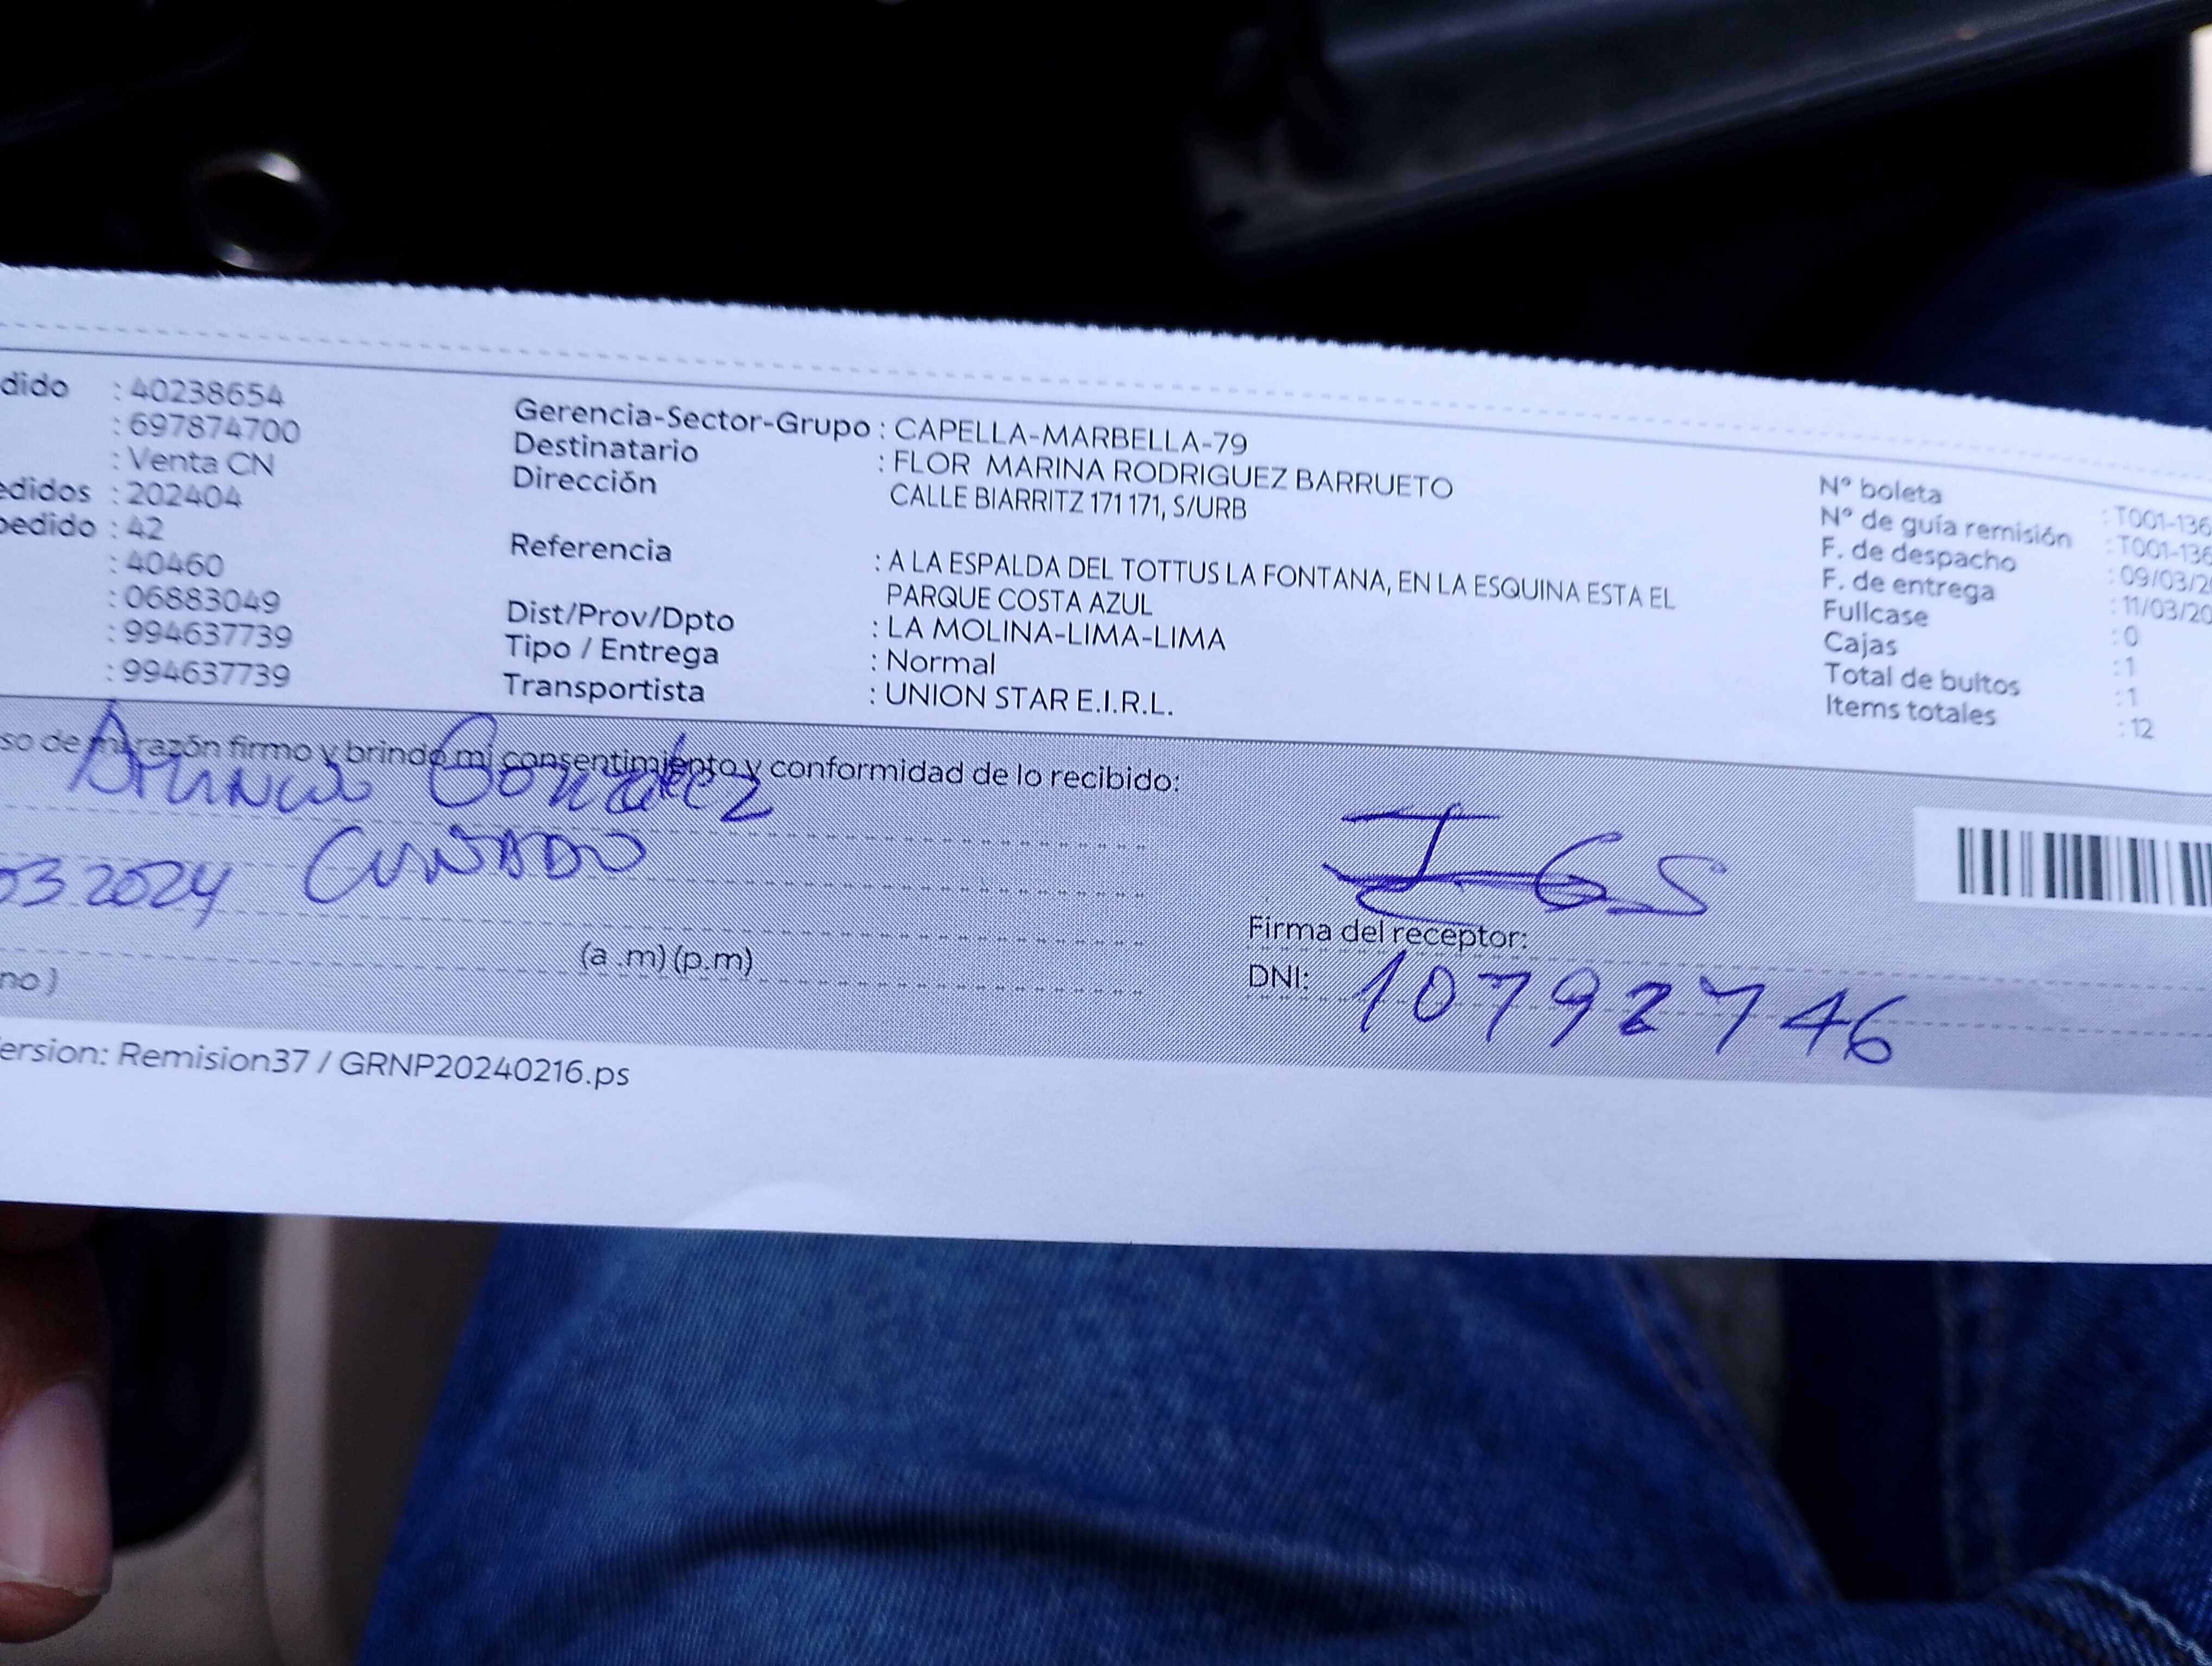 dido : 40238654
: 697874700
: Venta CN
edidos : 202404
pedido : 42
: 40460
: 06883049
: 994637739
: 994637739
Gerencia-Sector-Grupo : CAPELLA-MARBELLA-79
Destinatario : FLOR MARINA RODRIGUEZ BARRUETO
Dirección CALLE BIARRITZ 171 171, S/URB
Referencia : A LA ESPALDA DEL TOTTUS LA FONTANA, EN LA ESQUINA ESTA EL
PARQUE COSTA AZUL
Dist/Prov/Dpto : LA MOLINA-LIMA-LIMA
Tipo / Entrega : Normal
Transportista : UNION STAR E.I.R.L.
Nº boleta : T001-136
Nº de guía remisión : T001-136
F. de despacho : 09/03/2
F. de entrega : 11/03/20
Fullcase : 0
Cajas : 1
Total de bultos : 1
Items totales : 12
so de mi razón firmo y brindo mi consentimiento y conformidad de lo recibido:
Gonzalez
03 2024 CUÑADO
(a .m) (p.m)
no )
IGS
Firma del receptor:
DNI: 10792746
ersion: Remision37 / GRNP20240216.ps